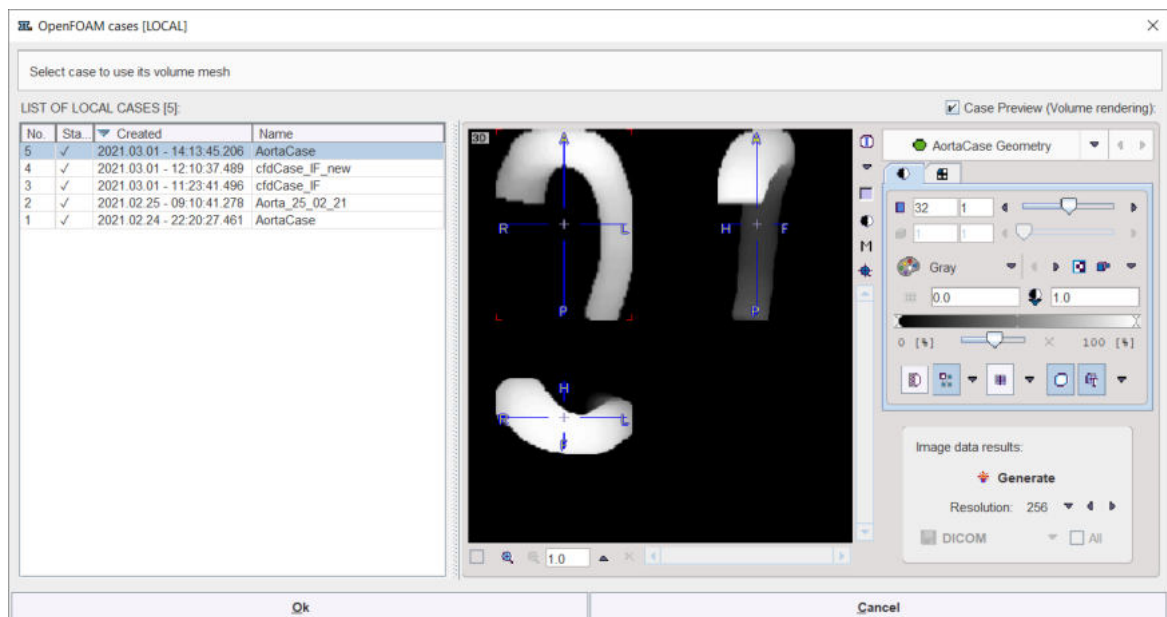 OpenFOAM cases [LOCAL]
Select case to use its volume mesh
LIST OF LOCAL CASES [5]:
Case Preview (Volume rendering):
No. Sta... Created Name
5 ✓ 2021.03.01 - 14:13:45.206 AortaCase
4 ✓ 2021.03.01 - 12:10:37.489 cfdCase_IF_new
3 ✓ 2021.03.01 - 11:23:41.496 cfdCase_IF
2 ✓ 2021.02.25 - 09:10:41.278 Aorta_25_02_21
1 ✓ 2021.02.24 - 22:20:27.461 AortaCase
3D
A
R L
P
A
H F
P
H
R L
F
M
1.0
AortaCase Geometry
32 1
1 1
Gray
0.0 1.0
0 [%] 100 [%]
Image data results:
Generate
Resolution: 256
DICOM All
Ok Cancel